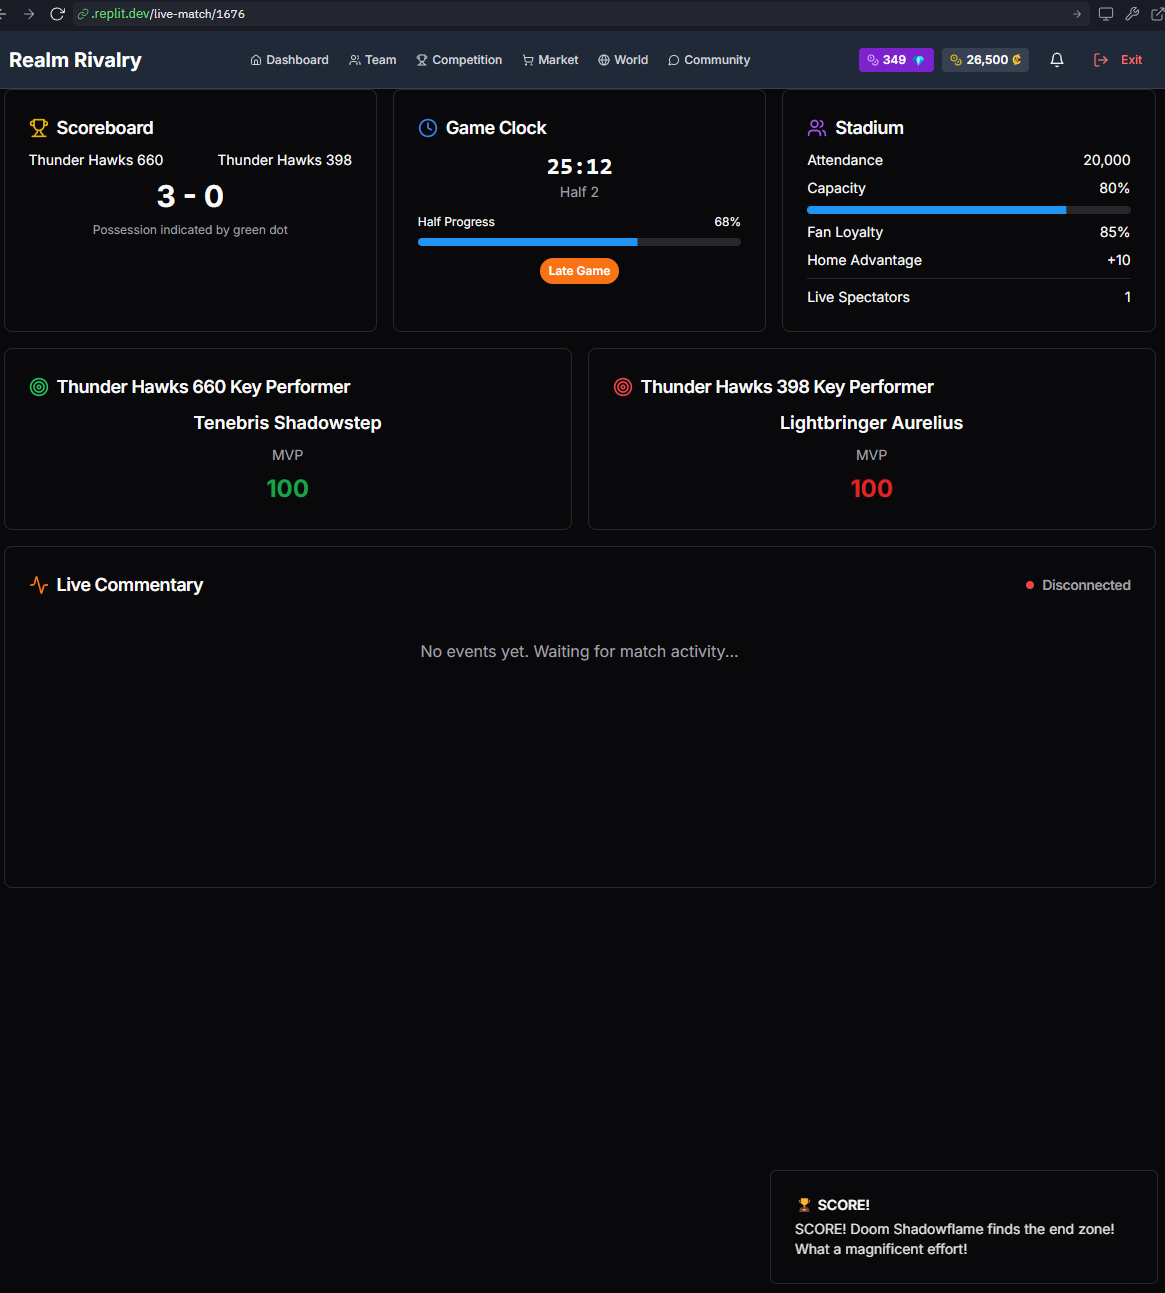 .replit.dev/live-match/1676
Realm Rivalry
Dashboard
Team
Competition
Market
World
Community
349
26,500 ₡
Exit
Scoreboard
Thunder Hawks 660
Thunder Hawks 398
3 - 0
Possession indicated by green dot
Game Clock
25:12
Half 2
Half Progress 68%
Late Game
Stadium
Attendance 20,000
Capacity 80%
Fan Loyalty 85%
Home Advantage +10
Live Spectators 1
Thunder Hawks 660 Key Performer
Tenebris Shadowstep
MVP
100
Thunder Hawks 398 Key Performer
Lightbringer Aurelius
MVP
100
Live Commentary
Disconnected
No events yet. Waiting for match activity...
SCORE!
SCORE! Doom Shadowflame finds the end zone!
What a magnificent effort!